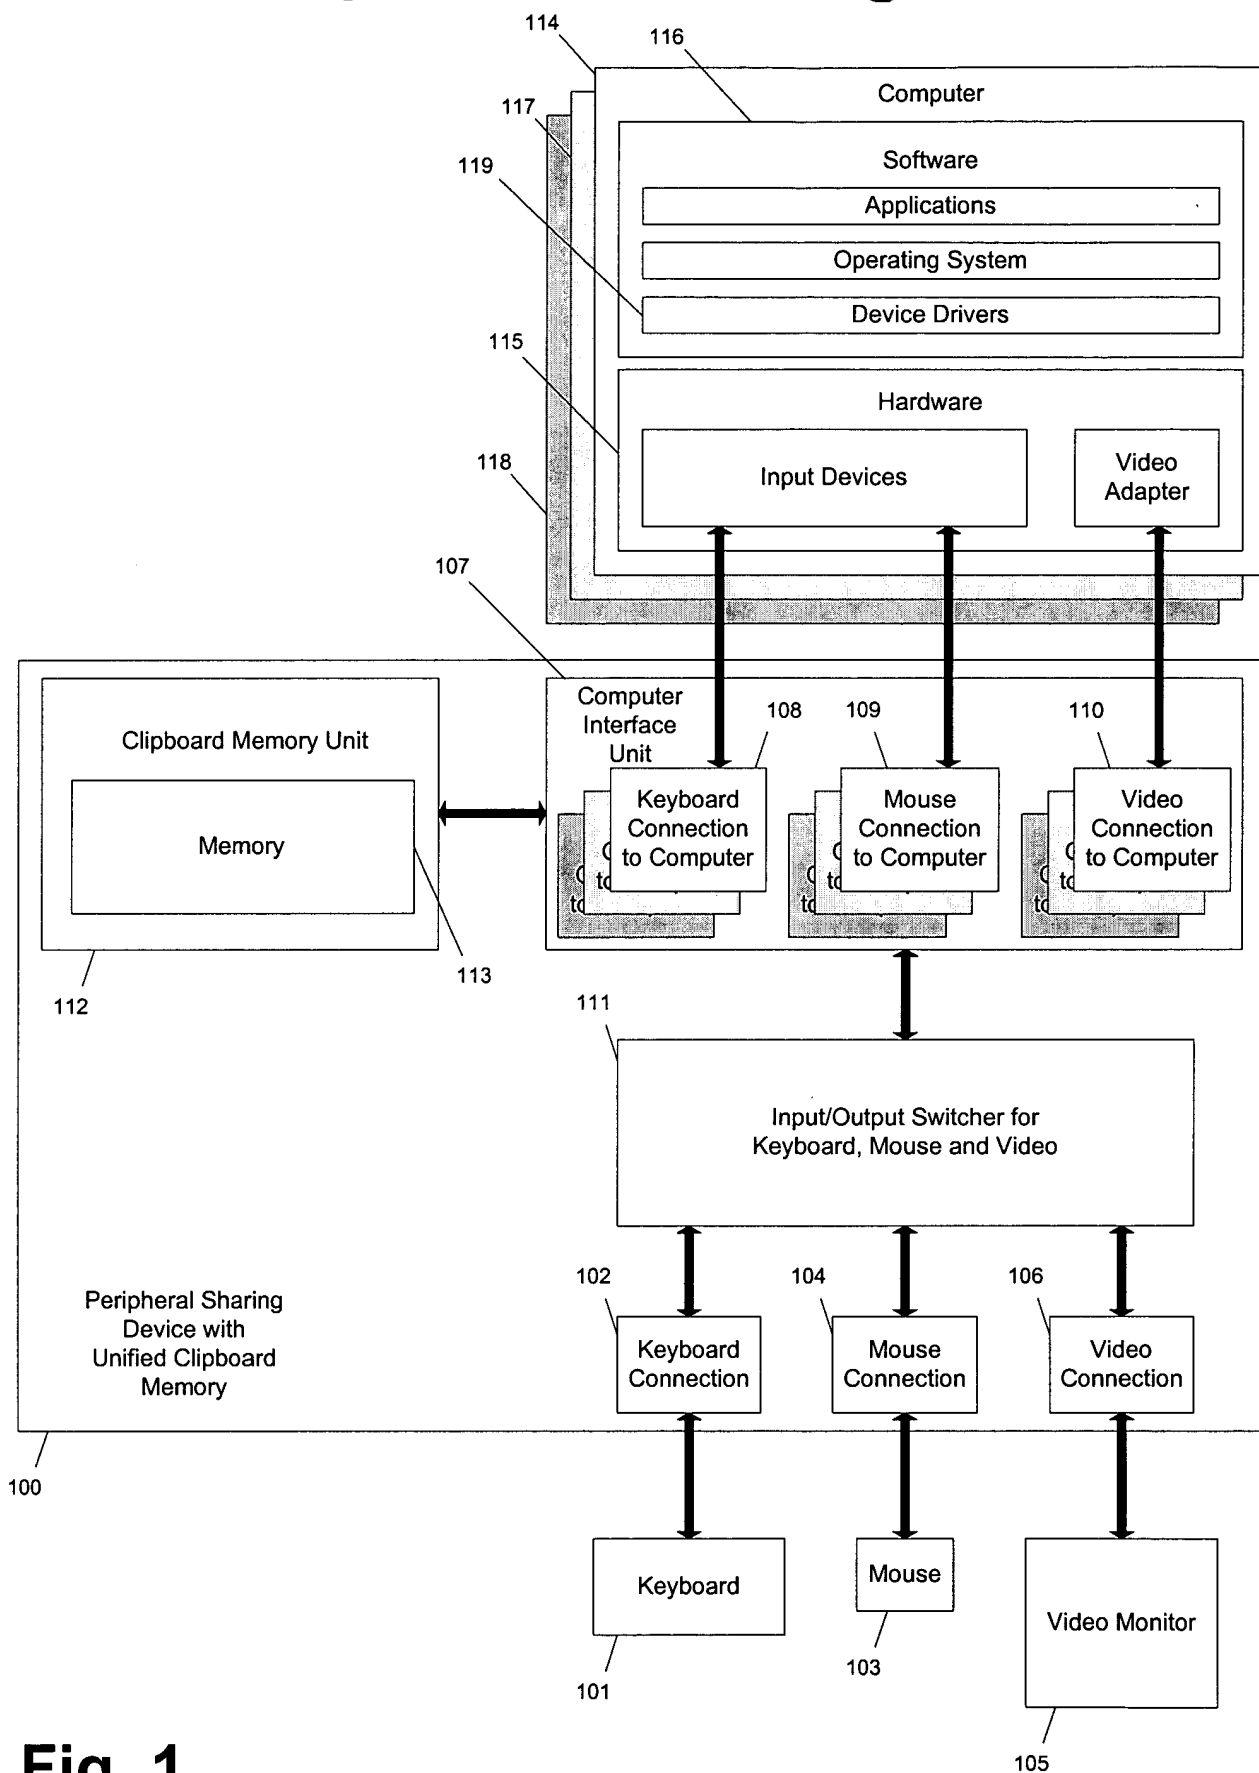 114
116
Computer
117
Software
119
Applications
Operating System
Device Drivers
115
Hardware
118
Input Devices
Video
Adapter
107
Computer
Interface
Unit
108
109
110
Clipboard Memory Unit
Memory
Keyboard
Connection
to Computer
Mouse
Connection
to Computer
Video
Connection
to Computer
113
112
111
Input/Output Switcher for
Keyboard, Mouse and Video
102
104
106
Peripheral Sharing
Device with
Unified Clipboard
Memory
Keyboard
Connection
Mouse
Connection
Video
Connection
100
Keyboard
Mouse
Video Monitor
103
101
105
Fig. 1